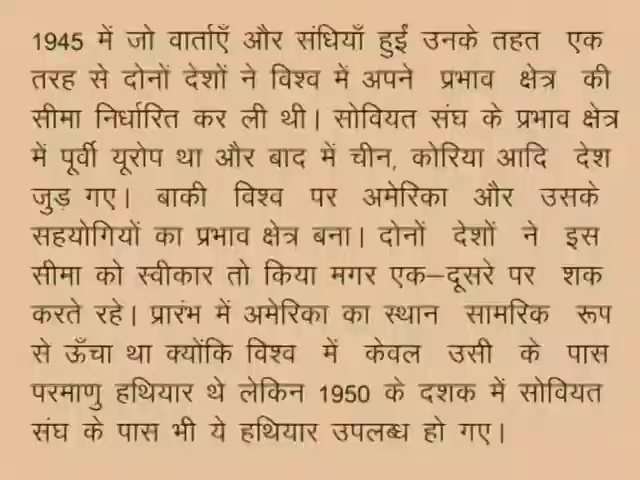 1945 में जो वार्ताएँ और संधियाँ हुईं उनके तहत एक
तरह से दोनों देशों ने विश्व में अपने प्रभाव क्षेत्र की
सीमा निर्धारित कर ली थी। सोवियत संघ के प्रभाव क्षेत्र
में पूर्वी यूरोप था और बाद में चीन, कोरिया आदि देश
जुड़ गए। बाकी विश्व पर अमेरिका और उसके
सहयोगियों का प्रभाव क्षेत्र बना। दोनों देशों ने इस
सीमा को स्वीकार तो किया मगर एक–दूसरे पर शक
करते रहे। प्रारंभ में अमेरिका का स्थान सामरिक रूप
से ऊँचा था क्योंकि विश्व में केवल उसी के पास
परमाणु हथियार थे लेकिन 1950 के दशक में सोवियत
संघ के पास भी ये हथियार उपलब्ध हो गए।